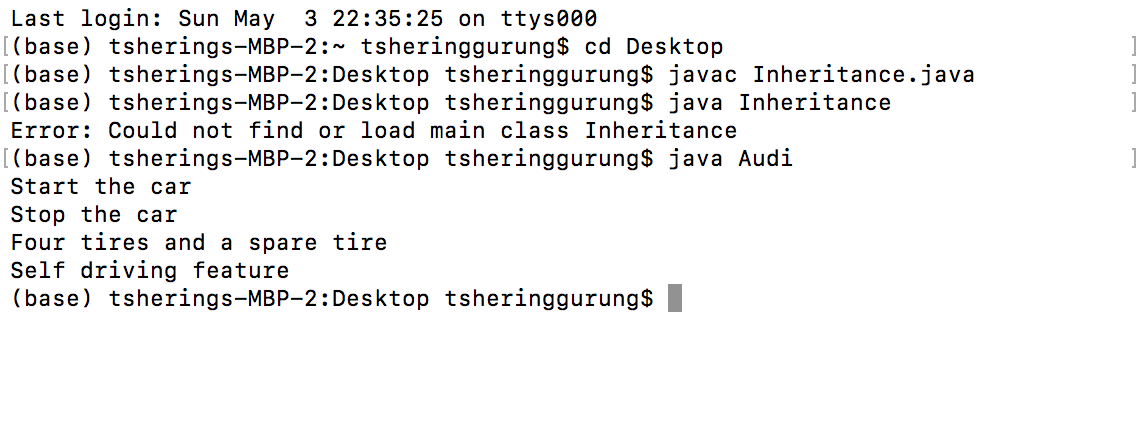 Last login: Sun May  3 22:35:25 on ttys000
[(base) tsherings-MBP-2:~ tsheringgurung$ cd Desktop ]
[(base) tsherings-MBP-2:Desktop tsheringgurung$ javac Inheritance.java ]
[(base) tsherings-MBP-2:Desktop tsheringgurung$ java Inheritance ]
Error: Could not find or load main class Inheritance
[(base) tsherings-MBP-2:Desktop tsheringgurung$ java Audi ]
Start the car
Stop the car
Four tires and a spare tire
Self driving feature
(base) tsherings-MBP-2:Desktop tsheringgurung$